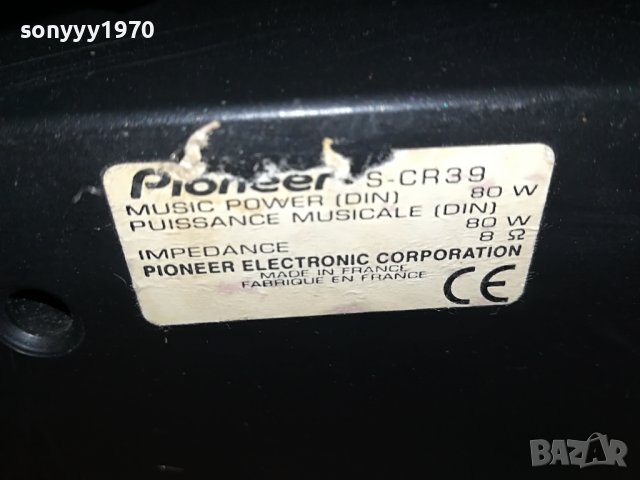 sonyyy1970
Pioneer S-CR39
MUSIC POWER (DIN) 80 W
PUISSANCE MUSICALE (DIN)
80 W
IMPEDANCE 8 Ω
PIONEER ELECTRONIC CORPORATION
MADE IN FRANCE
FABRIQUE EN FRANCE
CE
BAZAR